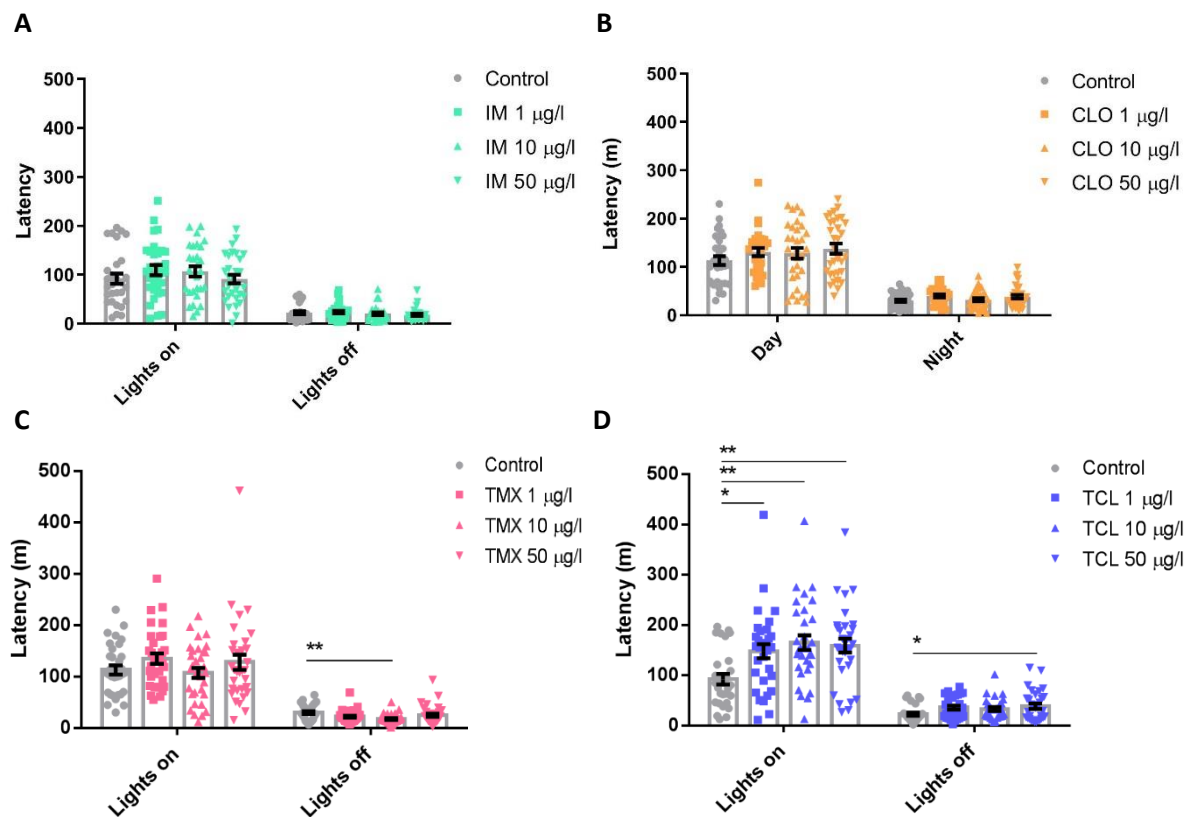 A
Control
IM 1 μg/l
IM 10 μg/l
IM 50 μg/l
Latency
500
400
300
200
100
0
Lights on
Lights off
B
Control
CLO 1 μg/l
CLO 10 μg/l
CLO 50 μg/l
Latency (m)
500
400
300
200
100
0
Day
Night
C
Control
TMX 1 μg/l
TMX 10 μg/l
TMX 50 μg/l
Latency (m)
500
400
300
200
100
0
**
Lights on
Lights off
D
Control
TCL 1 μg/l
TCL 10 μg/l
TCL 50 μg/l
Latency (m)
500
400
300
200
100
0
**
**
*
*
Lights on
Lights off